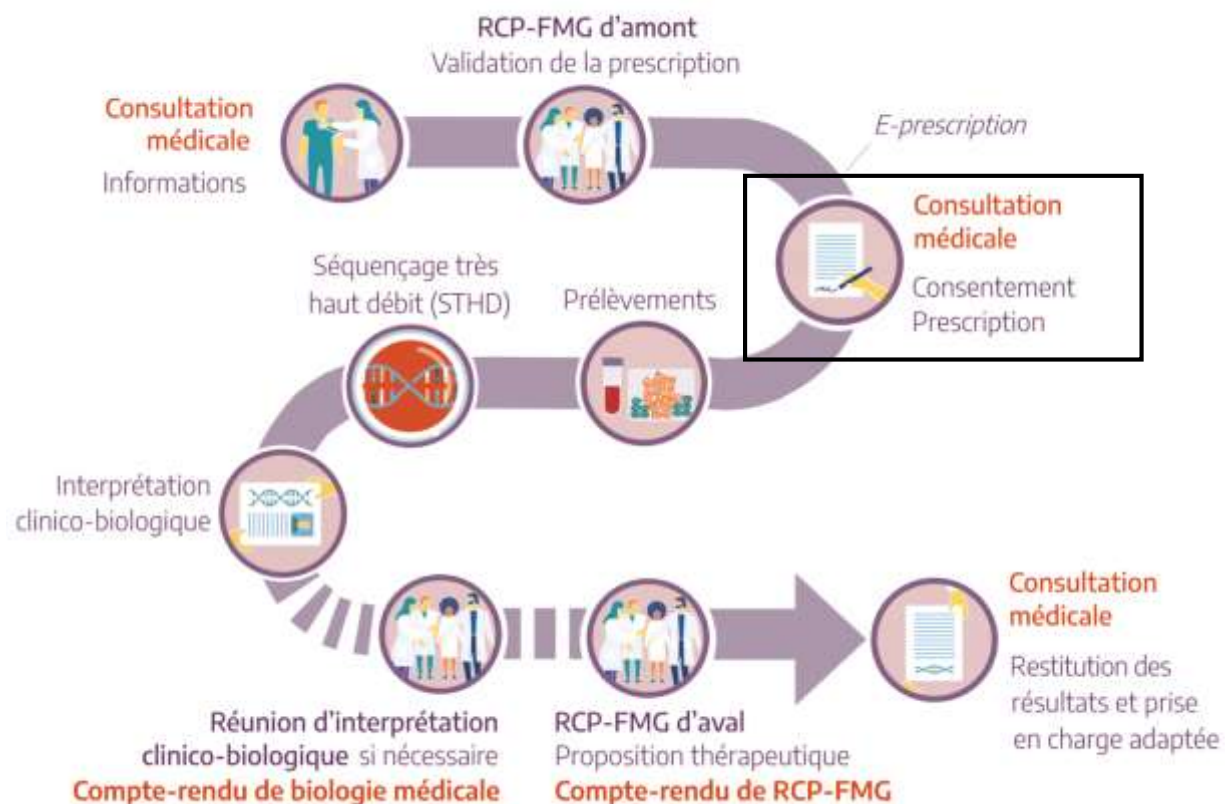 RCP-FMG d'amont
Validation de la prescription
Consultation
médicale
Informations
E-prescription
Consultation
médicale
Consentement
Prescription
Séquençage très
haut débit (STHD)
Prélèvements
Interprétation
clinico-biologique
Réunion d'interprétation
clinico-biologique si nécessaire
Compte-rendu de biologie médicale
RCP-FMG d'aval
Proposition thérapeutique
Compte-rendu de RCP-FMG
Consultation
médicale
Restitution des
résultats et prise
en charge adaptée